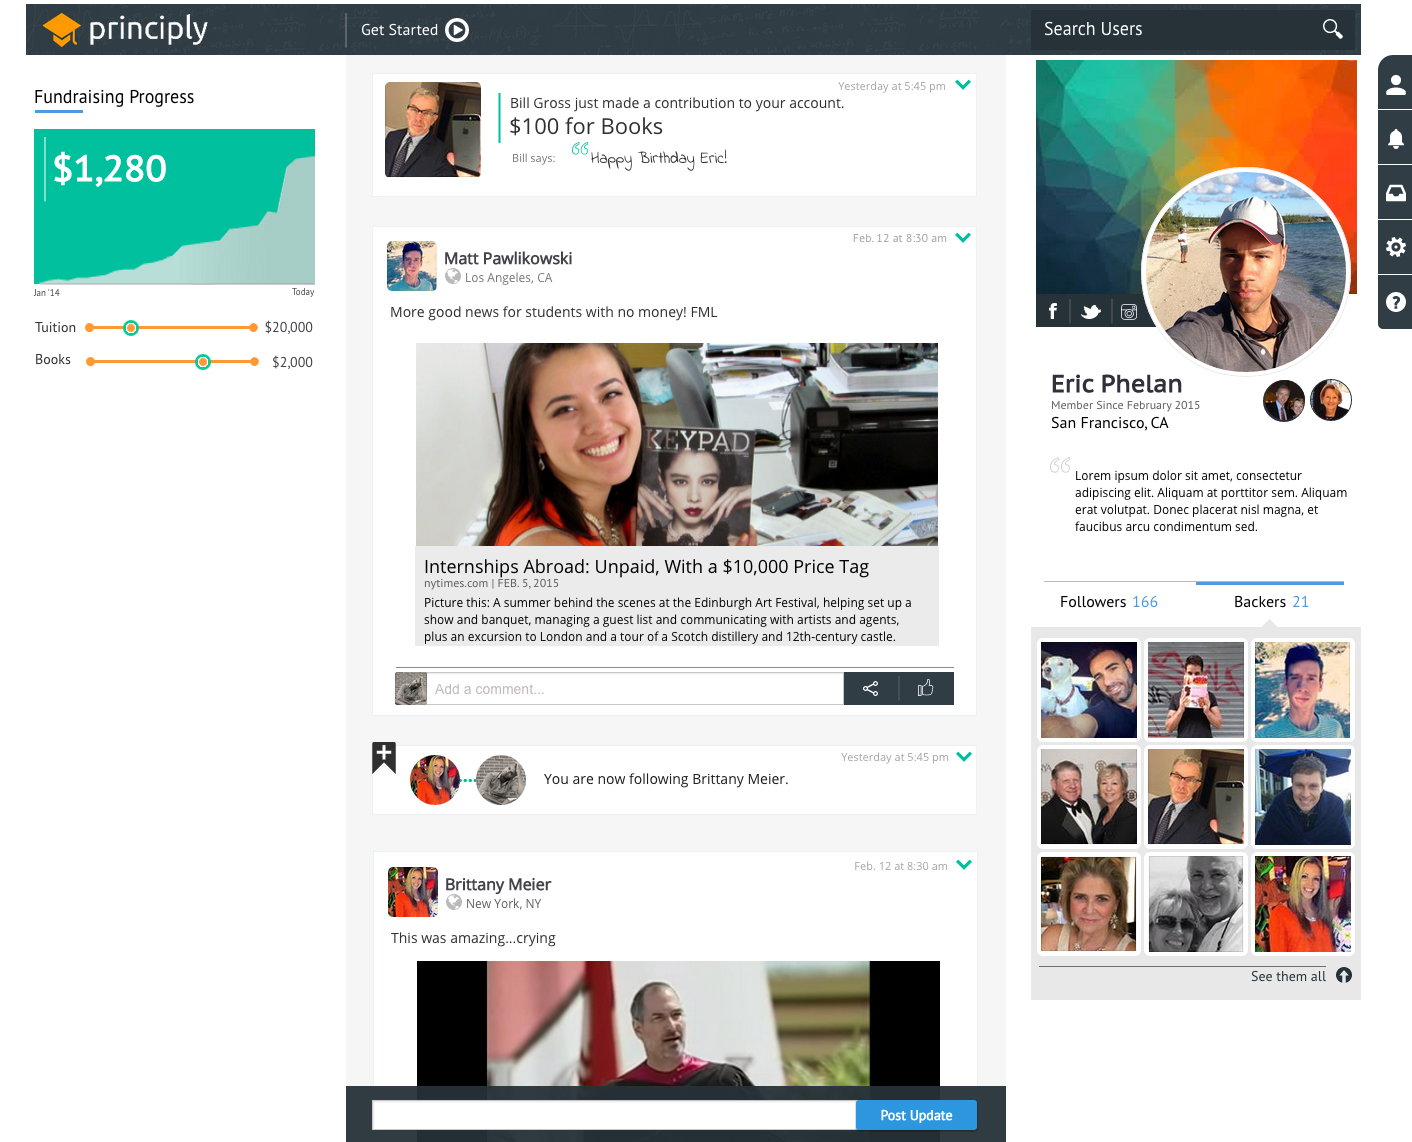 principly
Get Started
Search Users
Fundraising Progress
$1,280
Jan '14
Today
Tuition
$20,000
Books
$2,000
Yesterday at 5:45 pm
Bill Gross just made a contribution to your account.
$100 for Books
Bill says:
“Happy Birthday Eric!
Feb. 12 at 8:30 am
Matt Pawlikowski
Los Angeles, CA
More good news for students with no money! FML
KEYPAD
Internships Abroad: Unpaid, With a $10,000 Price Tag
nytimes.com | FEB. 5, 2015
Picture this: A summer behind the scenes at the Edinburgh Art Festival, helping set up a
show and banquet, managing a guest list and communicating with artists and agents,
plus an excursion to London and a tour of a Scotch distillery and 12th-century castle.
Add a comment...
Yesterday at 5:45 pm
You are now following Brittany Meier.
Feb. 12 at 8:30 am
Brittany Meier
New York, NY
This was amazing...crying
Post Update
Eric Phelan
Member Since February 2015
San Francisco, CA
“Lorem ipsum dolor sit amet, consectetur
adipiscing elit. Aliquam at porttitor sem. Aliquam
erat volutpat. Donec placerat nisl magna, et
faucibus arcu condimentum sed.
Followers 166
Backers 21
See them all